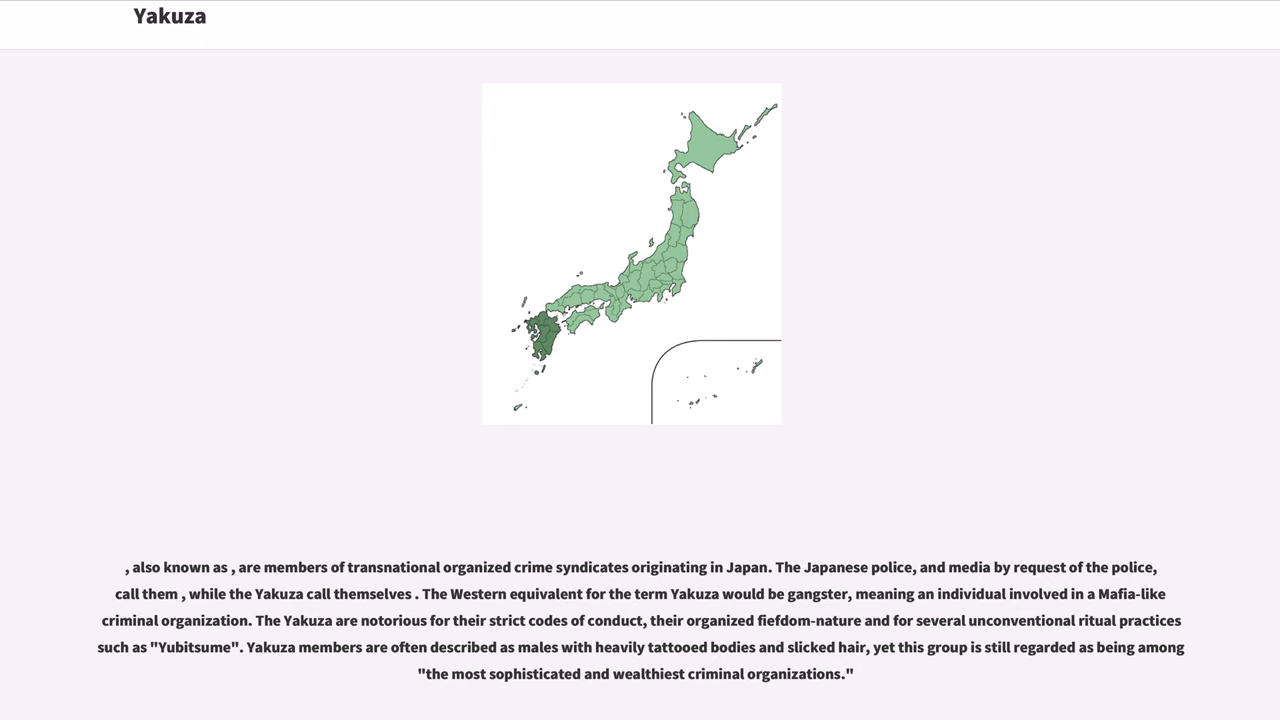 Yakuza
, also known as , are members of transnational organized crime syndicates originating in Japan. The Japanese police, and media by request of the police,
call them , while the Yakuza call themselves . The Western equivalent for the term Yakuza would be gangster, meaning an individual involved in a Mafia-like
criminal organization. The Yakuza are notorious for their strict codes of conduct, their organized fiefdom-nature and for several unconventional ritual practices
such as "Yubitsume". Yakuza members are often described as males with heavily tattooed bodies and slicked hair, yet this group is still regarded as being among
"the most sophisticated and wealthiest criminal organizations."